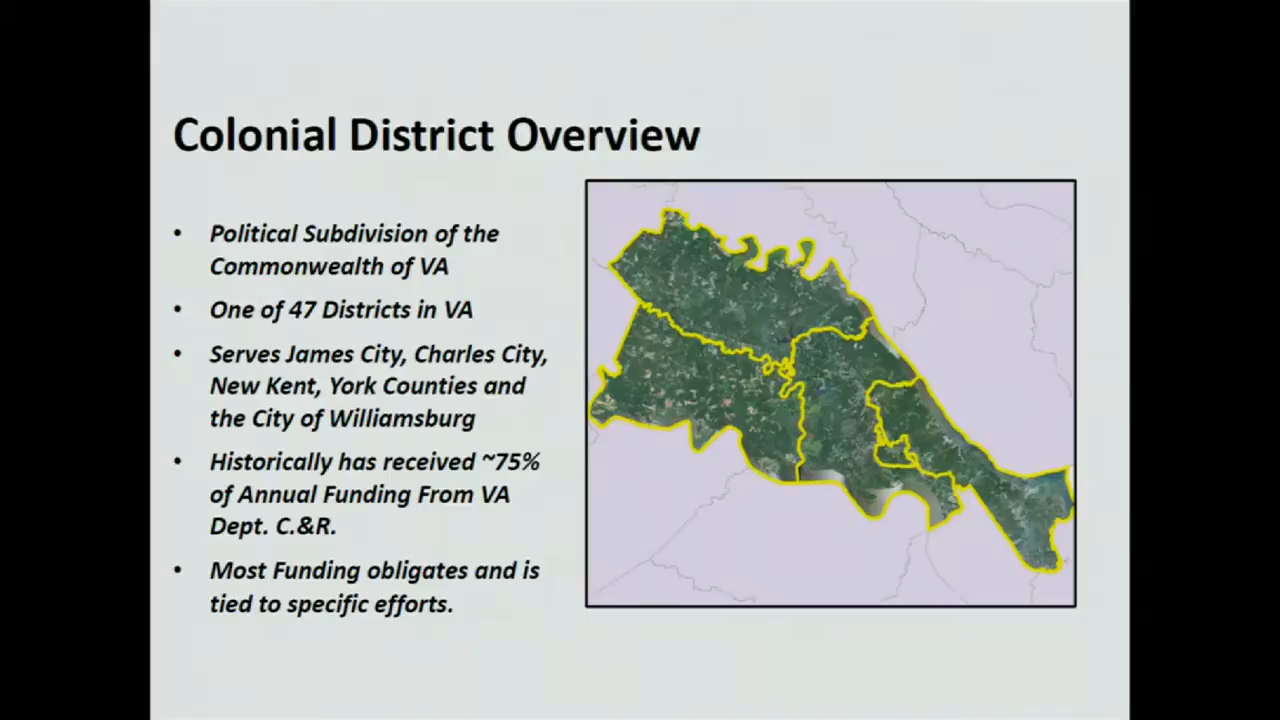 Colonial District Overview
• Political Subdivision of the
Commonwealth of VA
• One of 47 Districts in VA
• Serves James City, Charles City,
New Kent, York Counties and
the City of Williamsburg
• Historically has received ~75%
of Annual Funding From VA
Dept. C.&R.
• Most Funding obligates and is
tied to specific efforts.